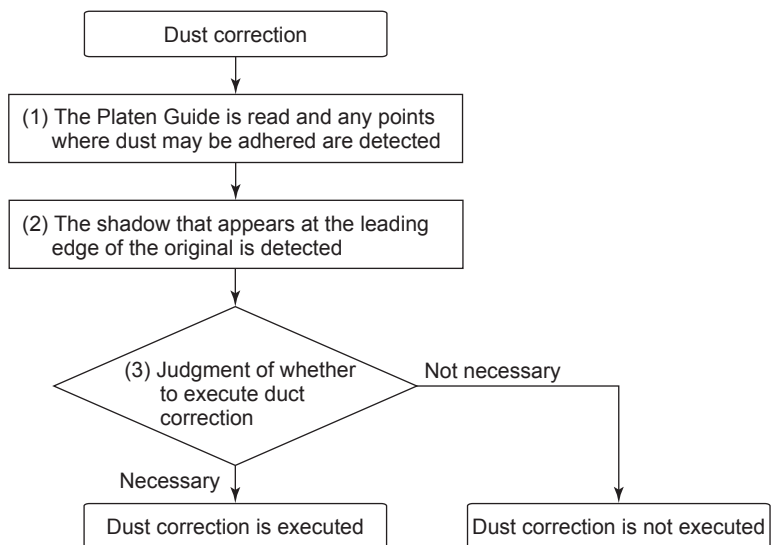 Dust correction
(1) The Platen Guide is read and any points
where dust may be adhered are detected
(2) The shadow that appears at the leading
edge of the original is detected
(3) Judgment of whether
to execute duct
correction
Not necessary
Necessary
Dust correction is executed
Dust correction is not executed